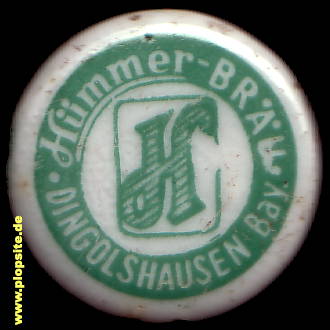 Hümmer-BRÄU
H
DINGOLSHAUSEN Bay.
www.plopsite.de